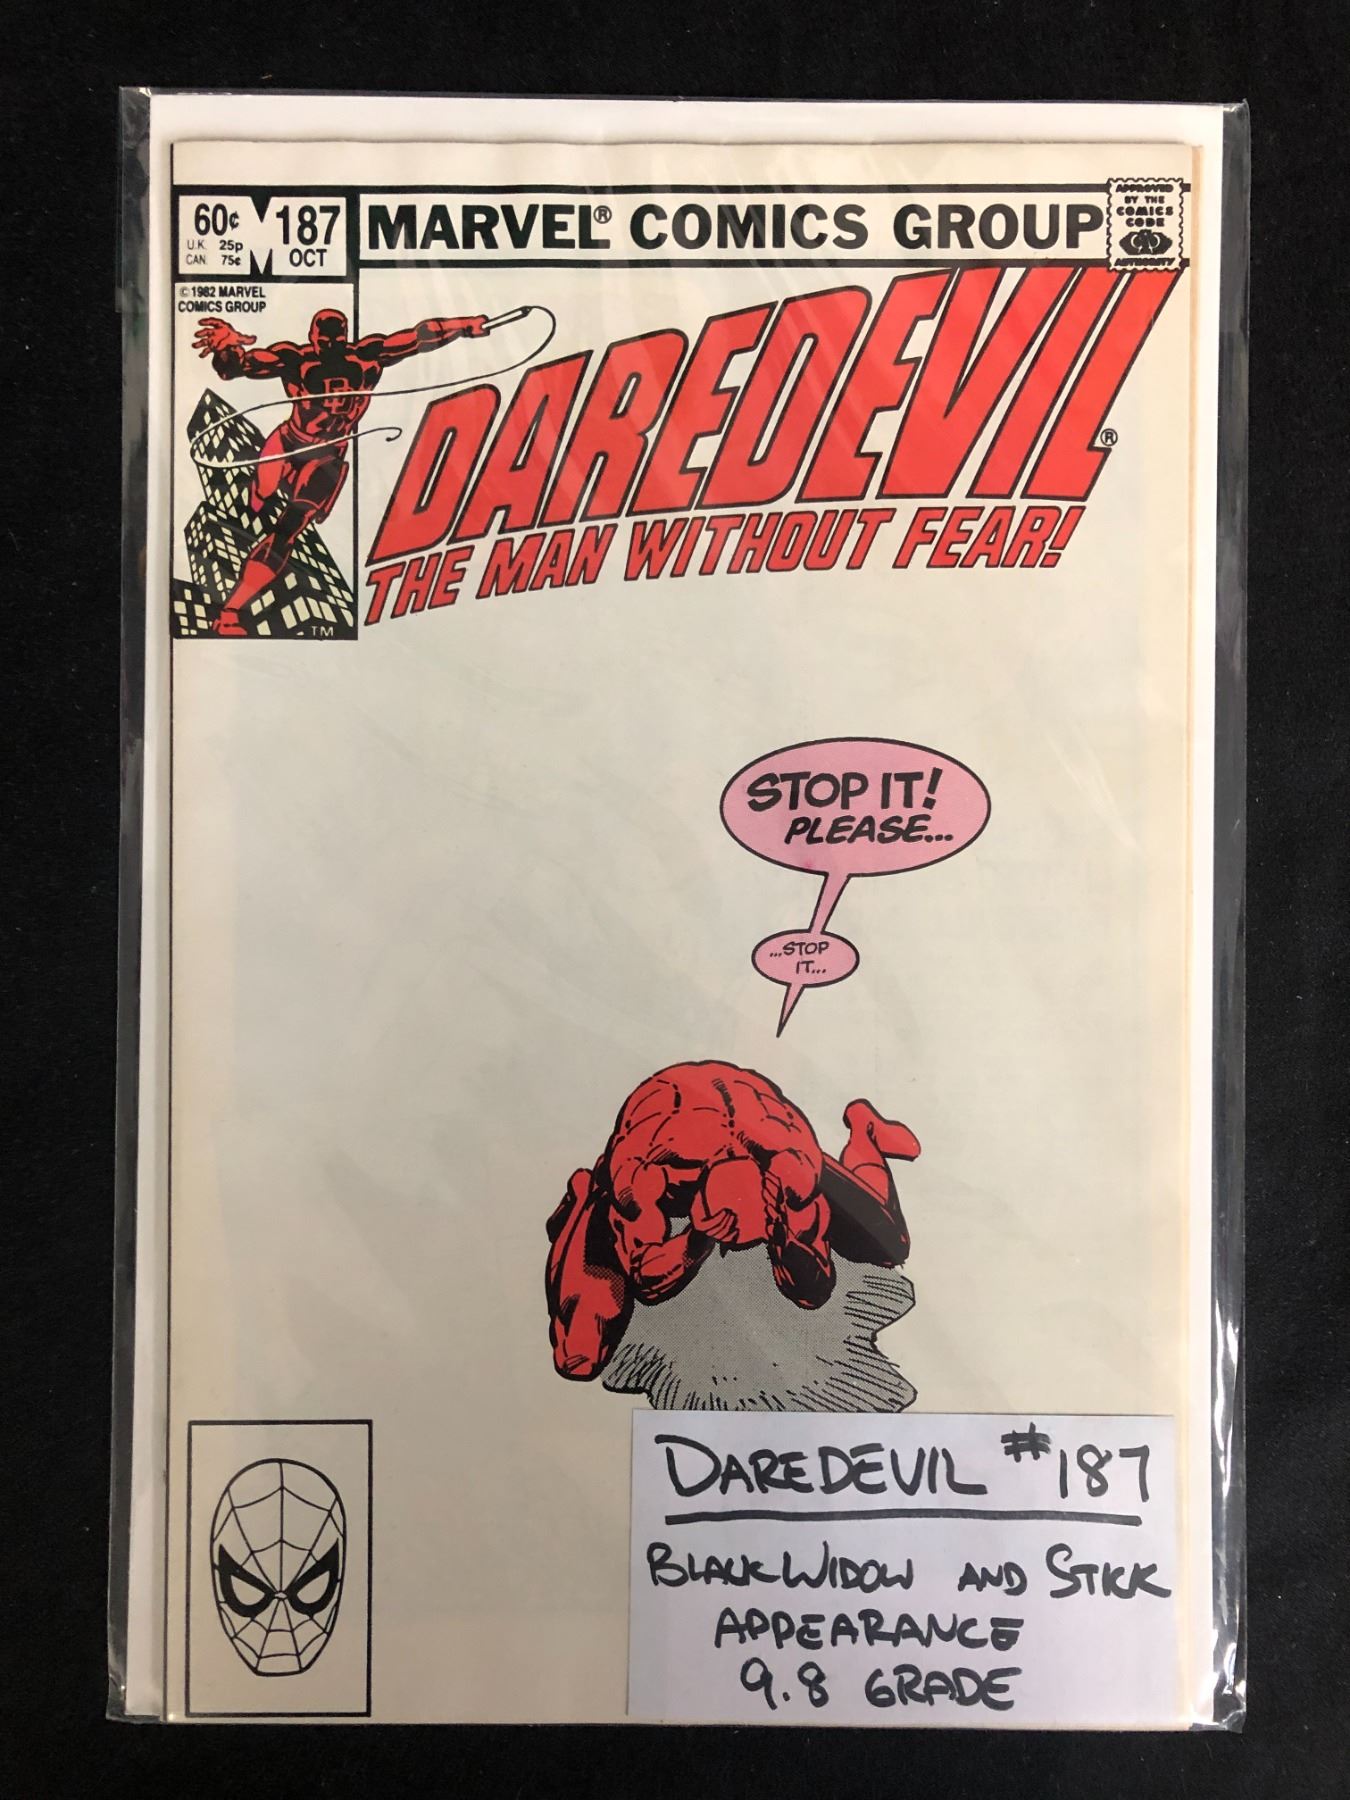 60¢
U.K. 25p
CAN. 75¢
187
OCT
MARVEL® COMICS GROUP
APPROVED
BY THE
COMICS
CODE
AUTHORITY
© 1982 MARVEL
COMICS GROUP
DD
TM
DAREDEVIL®
THE MAN WITHOUT FEAR!
STOP IT!
PLEASE...
...STOP
IT...
DAREDEVIL #187
BLACK WIDOW AND STICK
APPEARANCE
9.8 GRADE